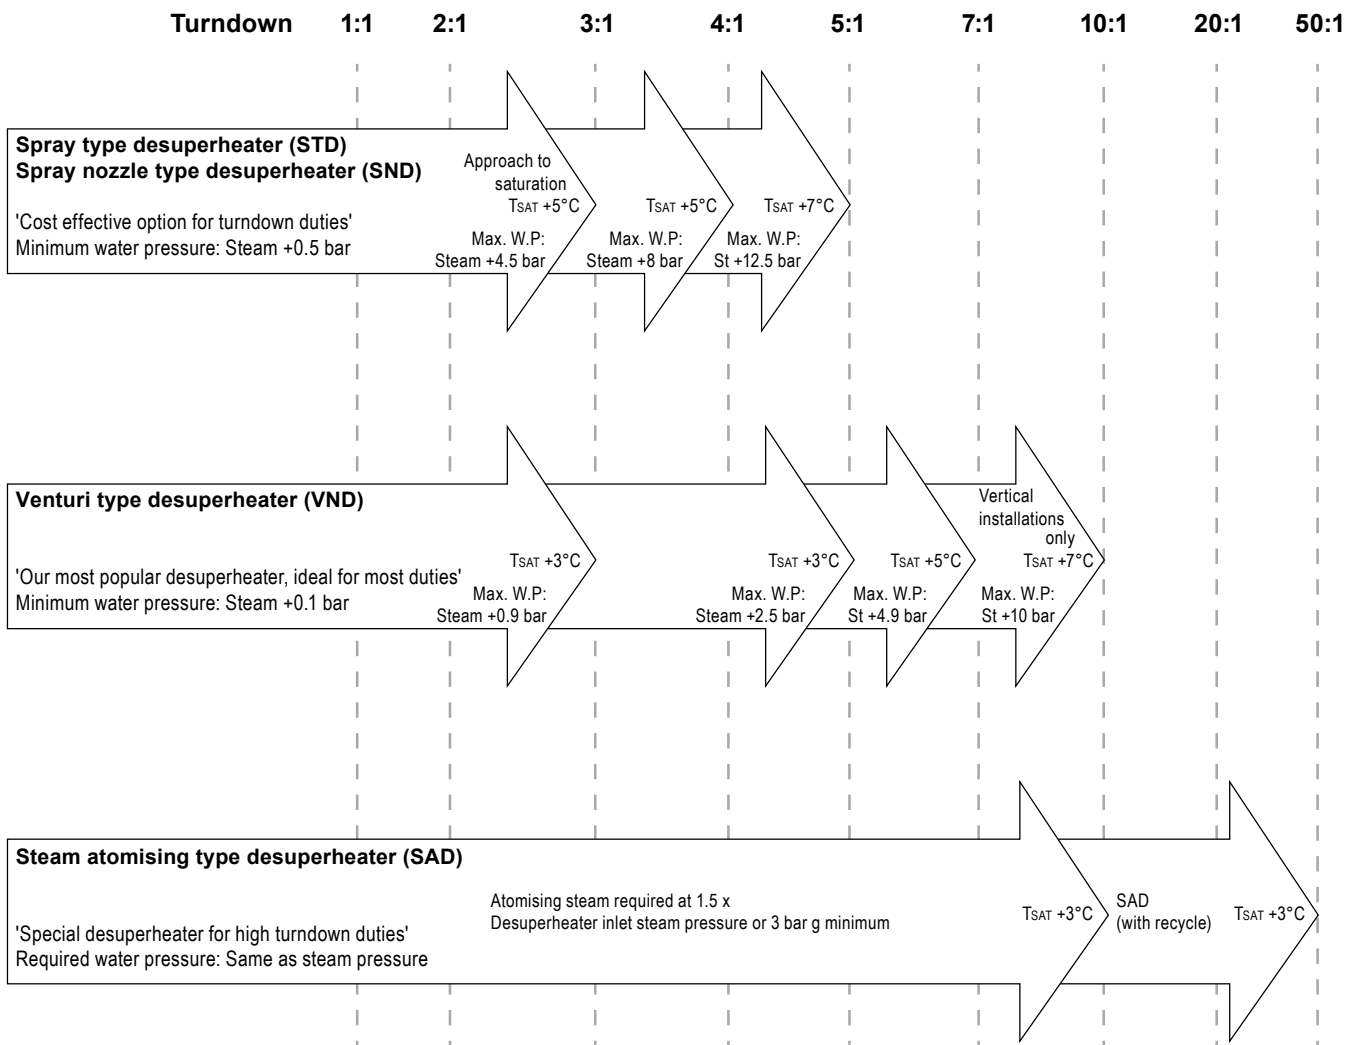 Turndown 1:1 2:1 3:1 4:1 5:1 7:1 10:1 20:1 50:1
Spray type desuperheater (STD)
Spray nozzle type desuperheater (SND)
'Cost effective option for turndown duties'
Minimum water pressure: Steam +0.5 bar
Approach to
saturation
TSAT +5°C
Max. W.P:
Steam +4.5 bar
TSAT +5°C
Max. W.P:
Steam +8 bar
TSAT +7°C
Max. W.P:
St +12.5 bar
Venturi type desuperheater (VND)
'Our most popular desuperheater, ideal for most duties'
Minimum water pressure: Steam +0.1 bar
TSAT +3°C
Max. W.P:
Steam +0.9 bar
TSAT +3°C
Max. W.P:
Steam +2.5 bar
TSAT +5°C
Max. W.P:
St +4.9 bar
Vertical
installations
only
TSAT +7°C
Max. W.P:
St +10 bar
Steam atomising type desuperheater (SAD)
'Special desuperheater for high turndown duties'
Required water pressure: Same as steam pressure
Atomising steam required at 1.5 x
Desuperheater inlet steam pressure or 3 bar g minimum
TSAT +3°C
SAD
(with recycle)
TSAT +3°C